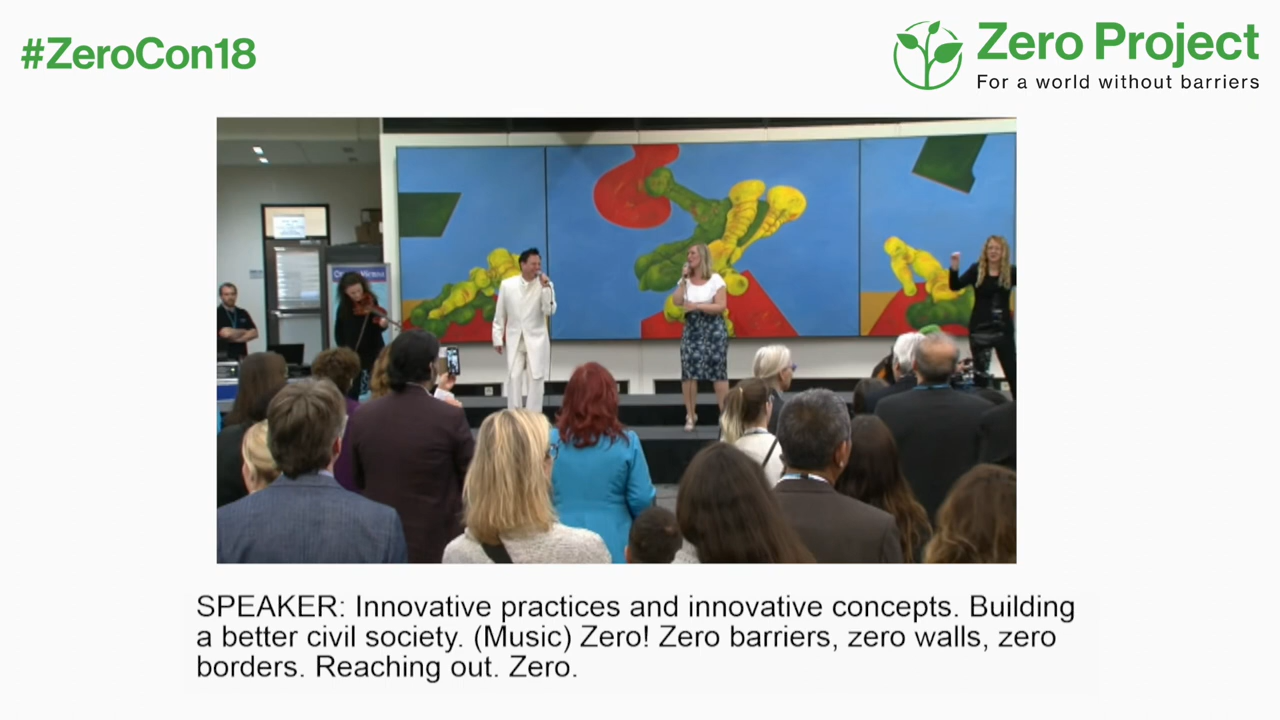 #ZeroCon18
Zero Project
For a world without barriers
SPEAKER: Innovative practices and innovative concepts. Building
a better civil society. (Music) Zero! Zero barriers, zero walls, zero
borders. Reaching out. Zero.